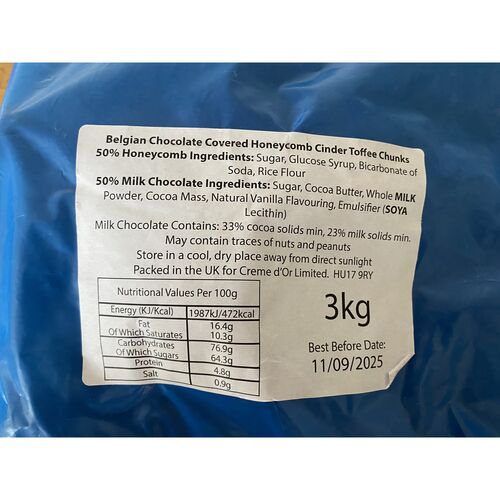 Belgian Chocolate Covered Honeycomb Cinder Toffee Chunks
50% Honeycomb Ingredients: Sugar, Glucose Syrup, Bicarbonate of
Soda, Rice Flour
50% Milk Chocolate Ingredients: Sugar, Cocoa Butter, Whole MILK
Powder, Cocoa Mass, Natural Vanilla Flavouring, Emulsifier (SOYA
Lecithin)
Milk Chocolate Contains: 33% cocoa solids min, 23% milk solids min.
May contain traces of nuts and peanuts
Store in a cool, dry place away from direct sunlight
Packed in the UK for Creme d'Or Limited. HU17 9RY
Nutritional Values Per 100g
Energy (KJ/Kcal) 1987kJ/472kcal
Fat 16.4g
Of Which Saturates 10.3g
Carbohydrates 76.9g
Of Which Sugars 64.3g
Protein 4.8g
Salt 0.9g
3kg
Best Before Date:
11/09/2025